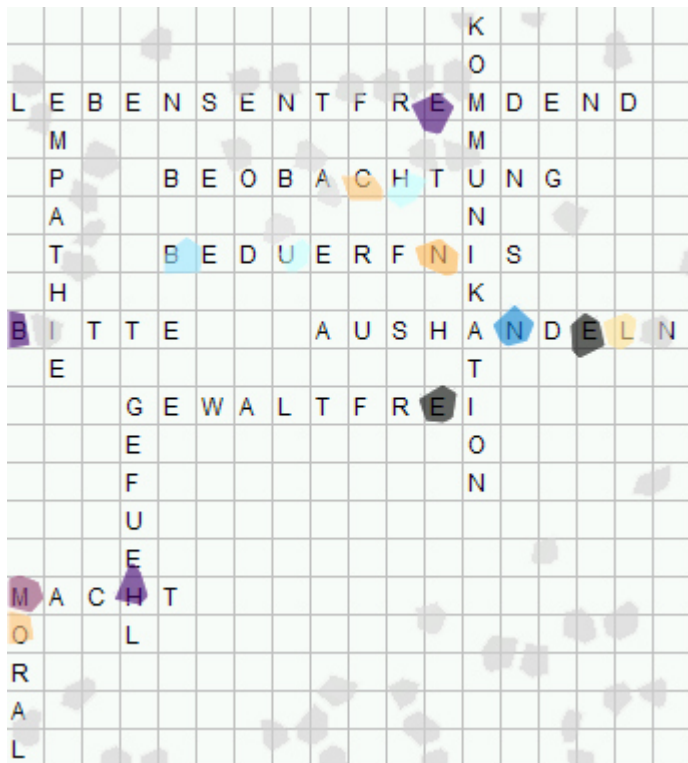 KOMMUNIKATION
LEBENSENTFREMDEND
EMPATHIE
BEOBACHTUNG
BEDUERFNIS
BITTE
AUSHANDELN
GEWALTFREI
GEFUEHL
MACHT
MORAL